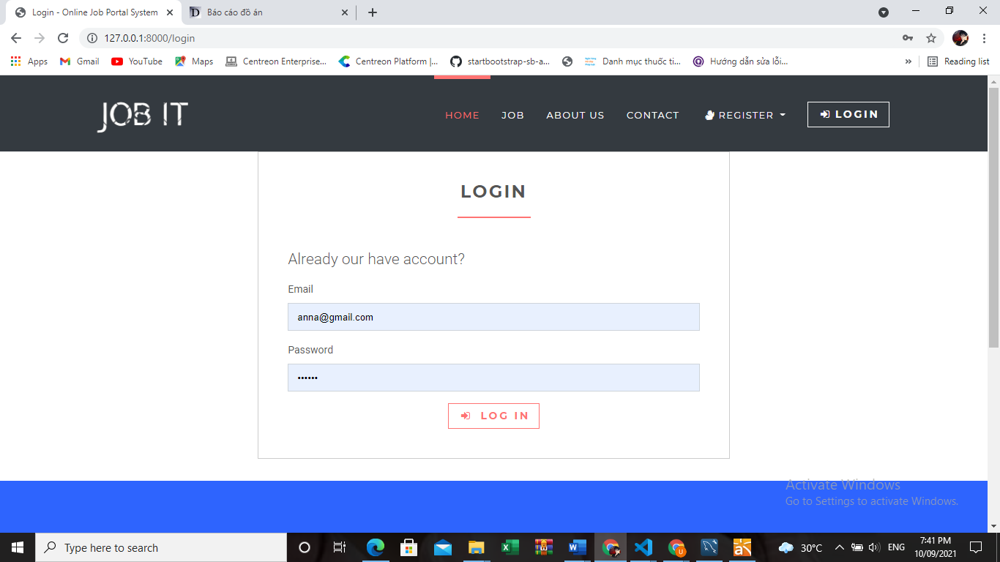 Login - Online Job Portal System
Báo cáo đồ án
127.0.0.1:8000/login
Apps Gmail YouTube Maps Centreon Enterprise... Centreon Platform |... startbootstrap-sb-a... Danh mục thuốc ti... Hướng dẫn sửa lỗi... » Reading list
JOB IT
HOME JOB ABOUT US CONTACT REGISTER LOGIN
LOGIN
Already our have account?
Email
anna@gmail.com
Password
••••••
LOG IN
Activate Windows
Go to Settings to activate Windows.
Type here to search
30°C ENG
7:41 PM
10/09/2021